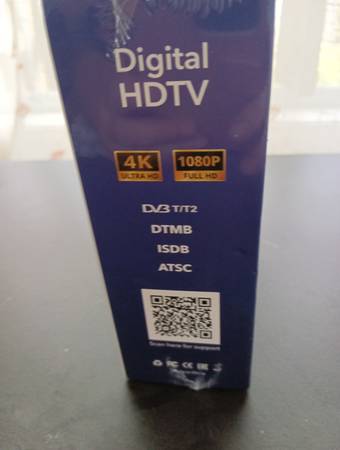 Digital
HDTV
4K
ULTRA HD
1080P
FULL HD
DVB T/T2
DTMB
ISDB
ATSC
Scan here for support